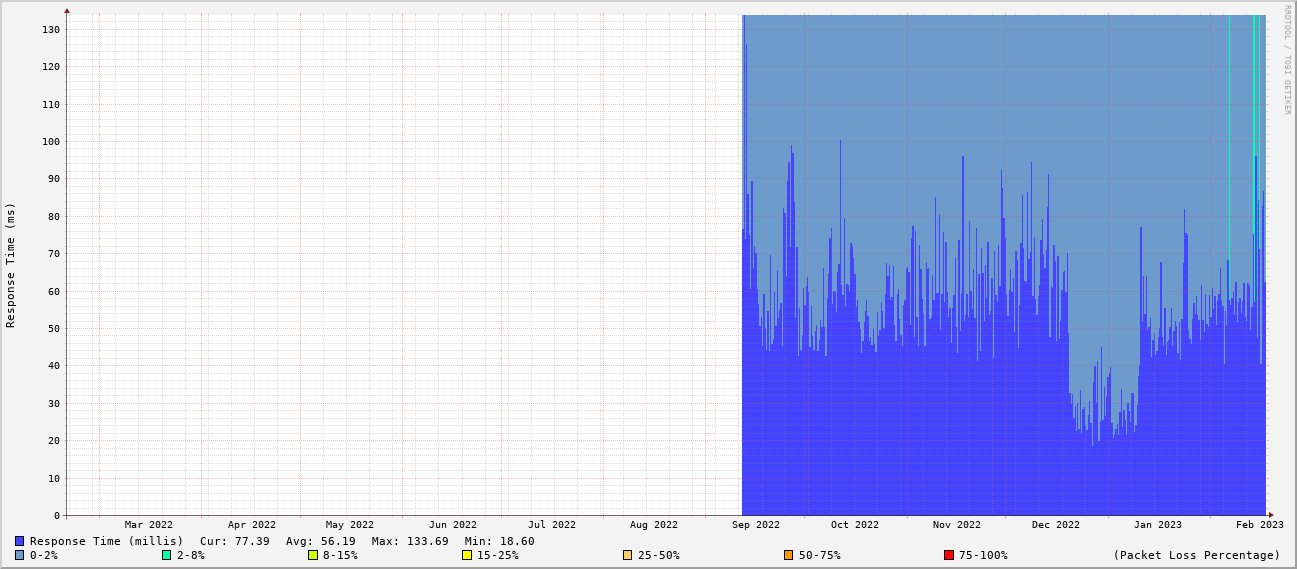 RRDTOOL / TOBI OETIKER
Response Time (ms)
130
120
110
100
90
80
70
60
50
40
30
20
10
0
Mar 2022 Apr 2022 May 2022 Jun 2022 Jul 2022 Aug 2022 Sep 2022 Oct 2022 Nov 2022 Dec 2022 Jan 2023 Feb 2023
Response Time (millis) Cur: 77.39 Avg: 56.19 Max: 133.69 Min: 18.60
0-2% 2-8% 8-15% 15-25% 25-50% 50-75% 75-100% (Packet Loss Percentage)